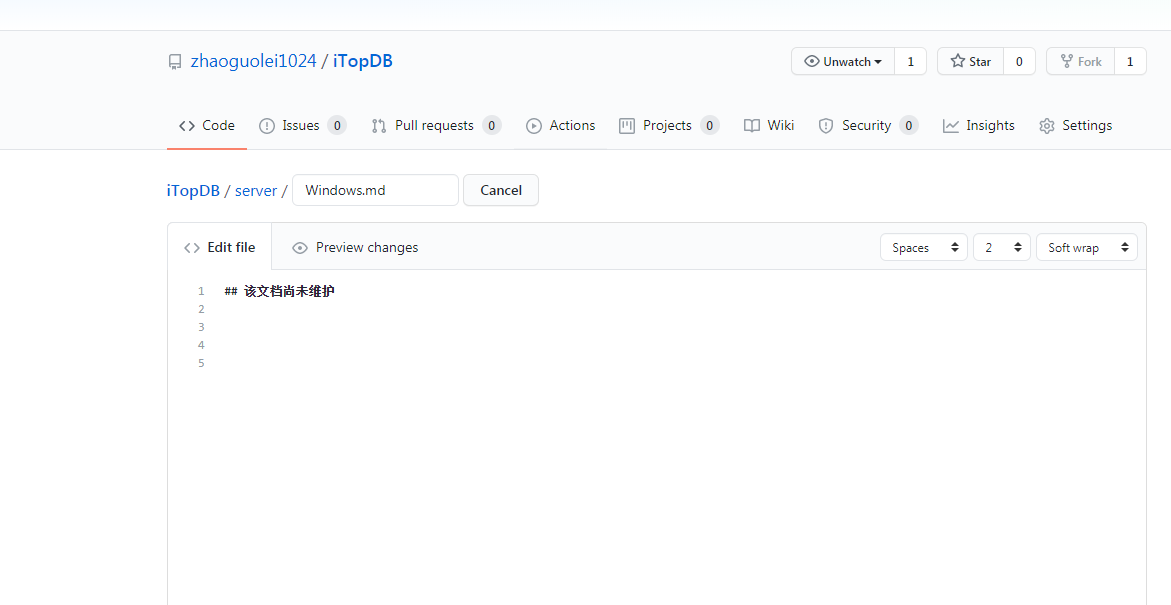 zhaoguolei1024 / iTopDB
Unwatch 1 Star 0 Fork 1
Code Issues 0 Pull requests 0 Actions Projects 0 Wiki Security 0 Insights Settings
iTopDB / server / Windows.md Cancel
Edit file Preview changes Spaces 2 Soft wrap
1 ## 该文档尚未维护
2
3
4
5